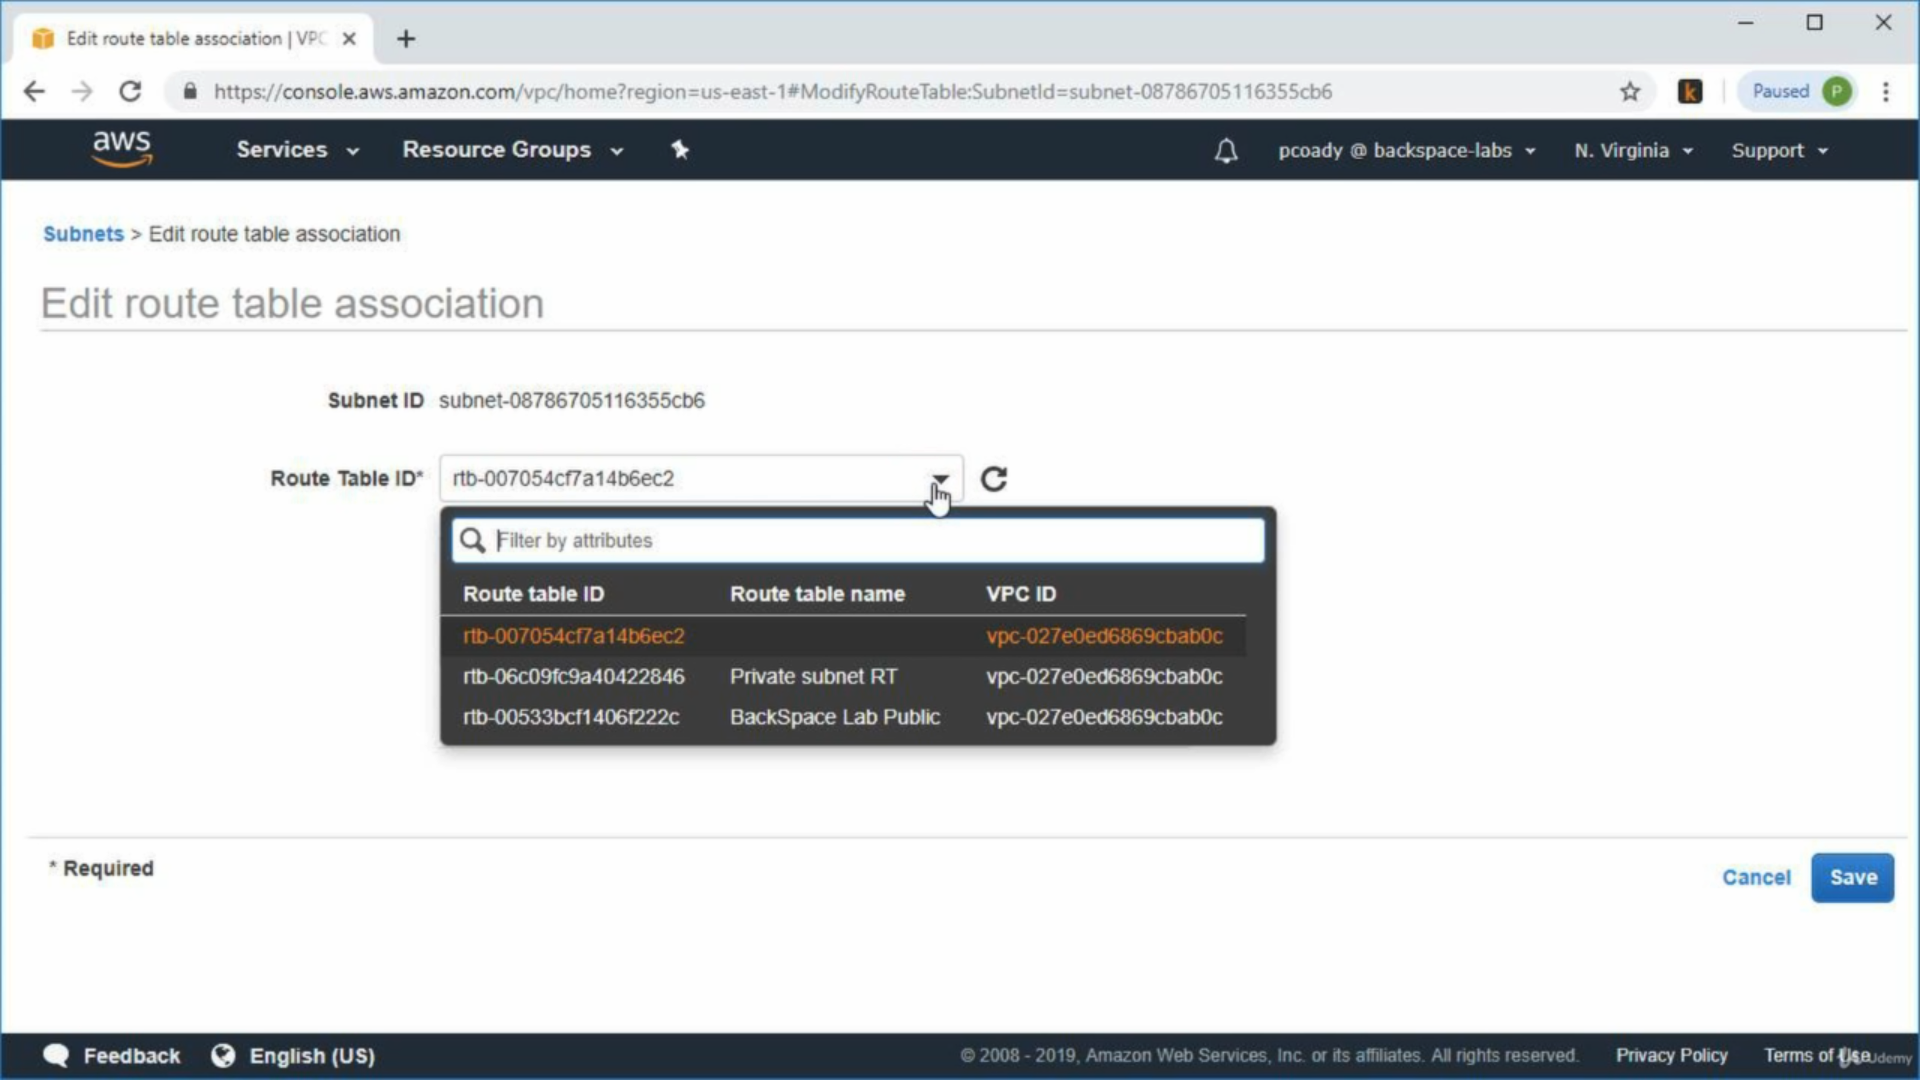 Edit route table association | VPC
https://console.aws.amazon.com/vpc/home?region=us-east-1#ModifyRouteTable:SubnetId=subnet-08786705116355cb6
k
Paused P
aws Services Resource Groups pcoady @ backspace-labs N. Virginia Support
Subnets > Edit route table association
Edit route table association
Subnet ID subnet-08786705116355cb6
Route Table ID* rtb-007054cf7a14b6ec2
Filter by attributes
Route table ID Route table name VPC ID
rtb-007054cf7a14b6ec2 vpc-027e0ed6869cbab0c
rtb-06c09fc9a40422846 Private subnet RT vpc-027e0ed6869cbab0c
rtb-00533bcf1406f222c BackSpace Lab Public vpc-027e0ed6869cbab0c
* Required
Cancel Save
Feedback English (US) © 2008 - 2019, Amazon Web Services, Inc. or its affiliates. All rights reserved. Privacy Policy Terms of Use
Udemy